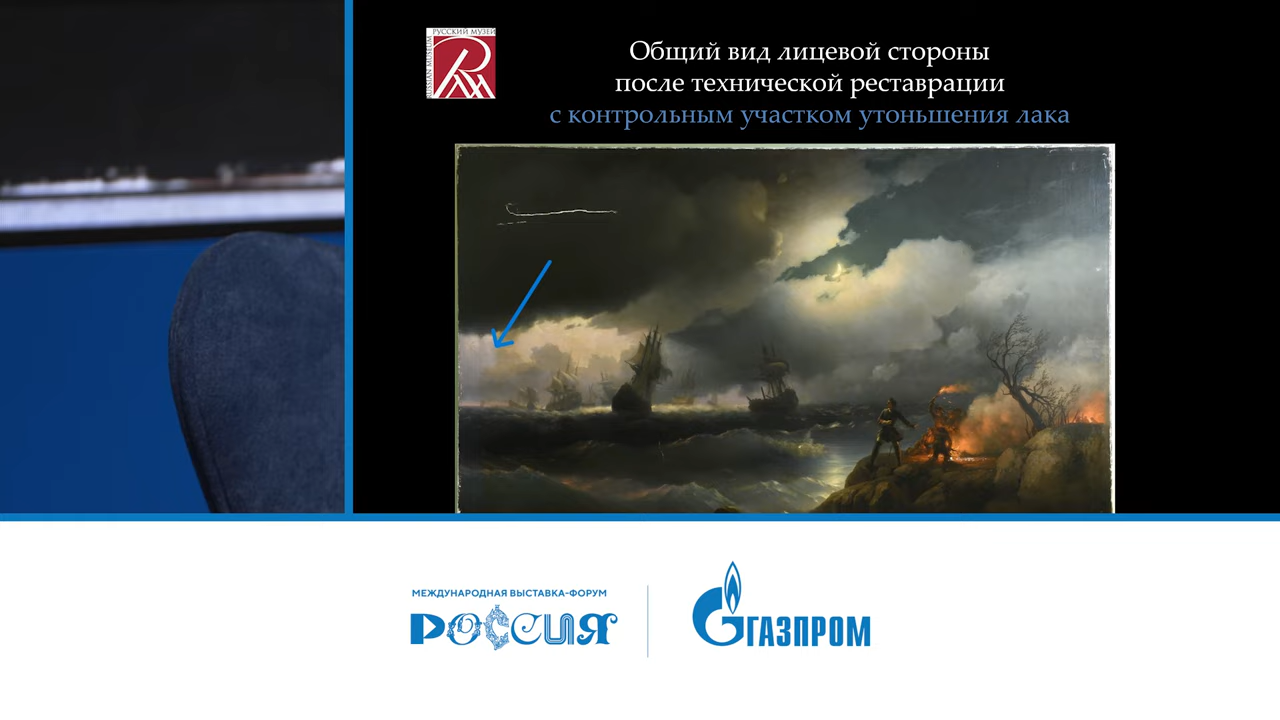 РУССКИЙ МУЗЕЙ
RUSSIAN MUSEUM
Общий вид лицевой стороны
после технической реставрации
с контрольным участком утоньшения лака
МЕЖДУНАРОДНАЯ ВЫСТАВКА-ФОРУМ
РОССИЯ
ГАЗПРОМ